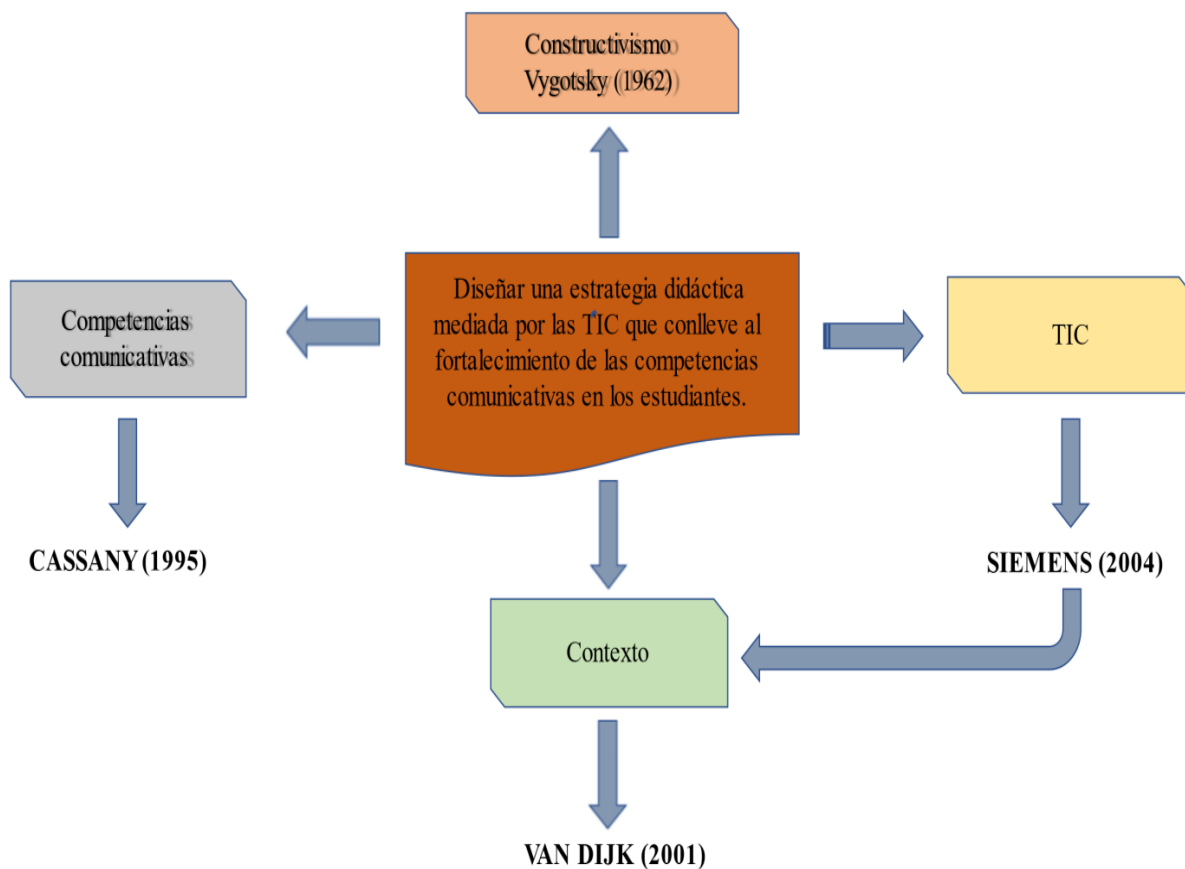 Constructivismo
Vygotsky (1962)
Diseñar una estrategia didáctica
mediada por las TIC que conlleve al
fortalecimiento de las competencias
comunicativas en los estudiantes.
Competencias
comunicativas
TIC
CASSANY (1995)
SIEMENS (2004)
Contexto
VAN DIJK (2001)